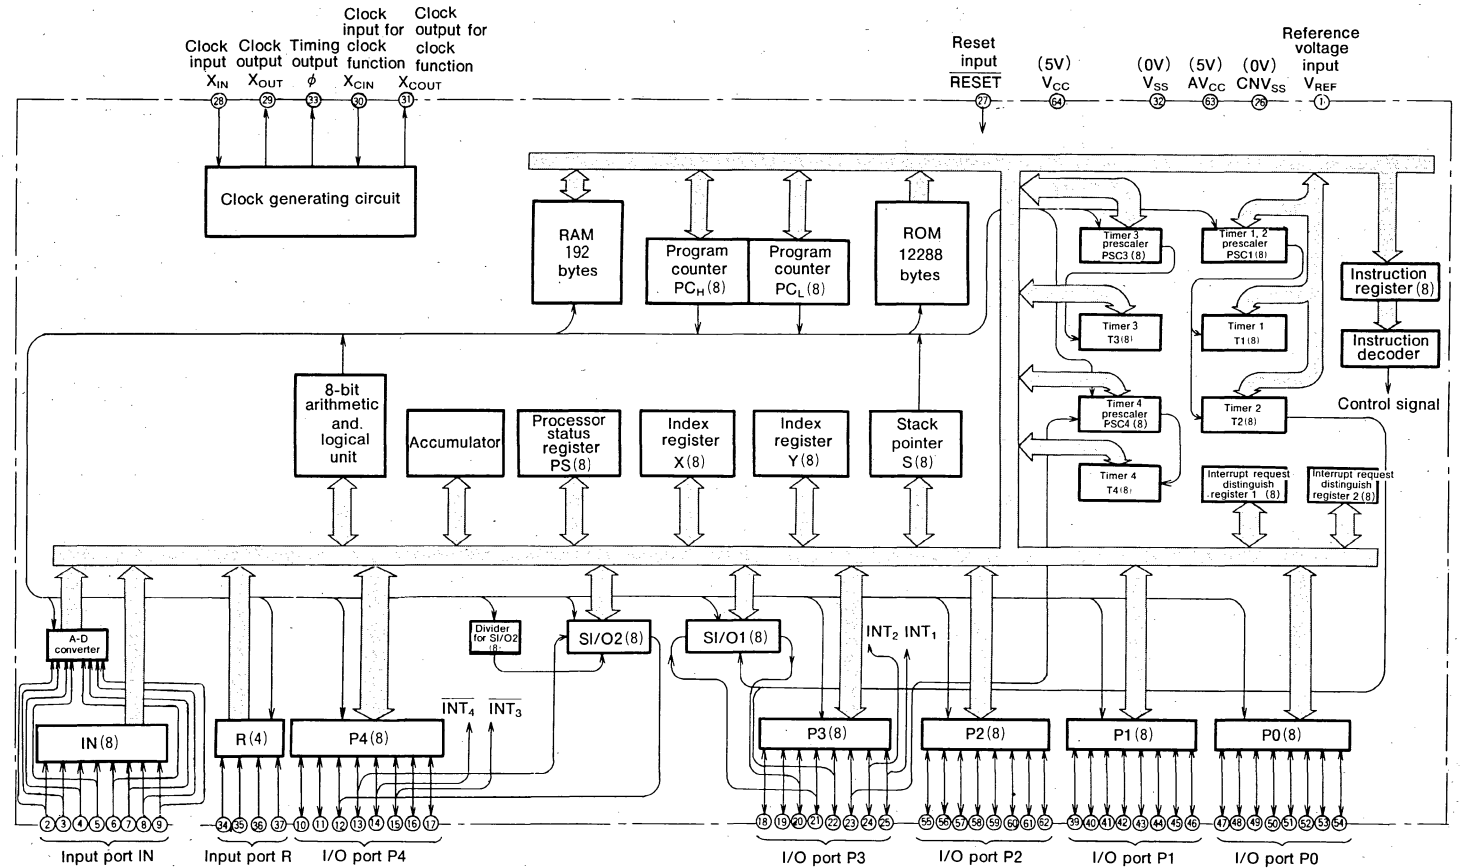 Clock input X_IN
Clock output X_OUT
Timing output φ
Clock input for clock function X_CIN
Clock output for clock function X_COUT
Reset input RESET
(5V) V_CC
(0V) V_SS
(5V) AV_CC
(0V) CNV_SS
Reference voltage input V_REF
28 29 33 30 31 27 64 32 63 26 1
Clock generating circuit
RAM
192
bytes
Program
counter
PC_H (8)
Program
counter
PC_L (8)
ROM
12288
bytes
Timer 3
prescaler
PSC3 (8)
Timer 1, 2
prescaler
PSC1 (8)
Instruction
register (8)
Timer 3
T3 (8)
Timer 1
T1 (8)
Instruction
decoder
Control signal
8-bit
arithmetic
and.
logical
unit
Accumulator
Processor
status
register
PS (8)
Index
register
X (8)
Index
register
Y (8)
Stack
pointer
S (8)
Timer 4
prescaler
PSC4 (8)
Timer 2
T2 (8)
Timer 4
T4 (8)
Interrupt request
distinguish
register 1 (8)
Interrupt request
distinguish
register 2 (8)
A-D
converter
Divider
for SI/O2
(8)
SI/O2 (8)
SI/O1 (8)
INT2 INT1
INT4 INT3
IN (8)
R (4)
P4 (8)
P3 (8)
P2 (8)
P1 (8)
P0 (8)
2 3 4 5 6 7 8 9
34 35 36 37
10 11 12 13 14 15 16 17
18 19 20 21 22 23 24 25
55 56 57 58 59 60 61 62
39 40 41 42 43 44 45 46
47 48 49 50 51 52 53 54
Input port IN
Input port R
I/O port P4
I/O port P3
I/O port P2
I/O port P1
I/O port P0